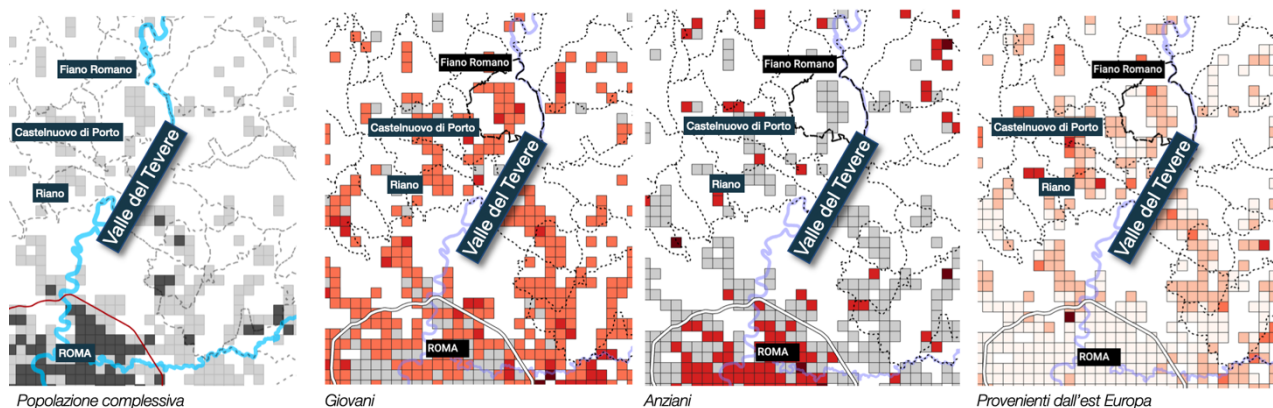 Fiano Romano
Castelnuovo di Porto
Riano
Valle del Tevere
ROMA
Popolazione complessiva
Fiano Romano
Castelnuovo di Porto
Riano
Valle del Tevere
ROMA
Giovani
Fiano Romano
Castelnuovo di Porto
Riano
Valle del Tevere
ROMA
Anziani
Fiano Romano
Castelnuovo di Porto
Riano
Valle del Tevere
ROMA
Provenienti dall'est Europa